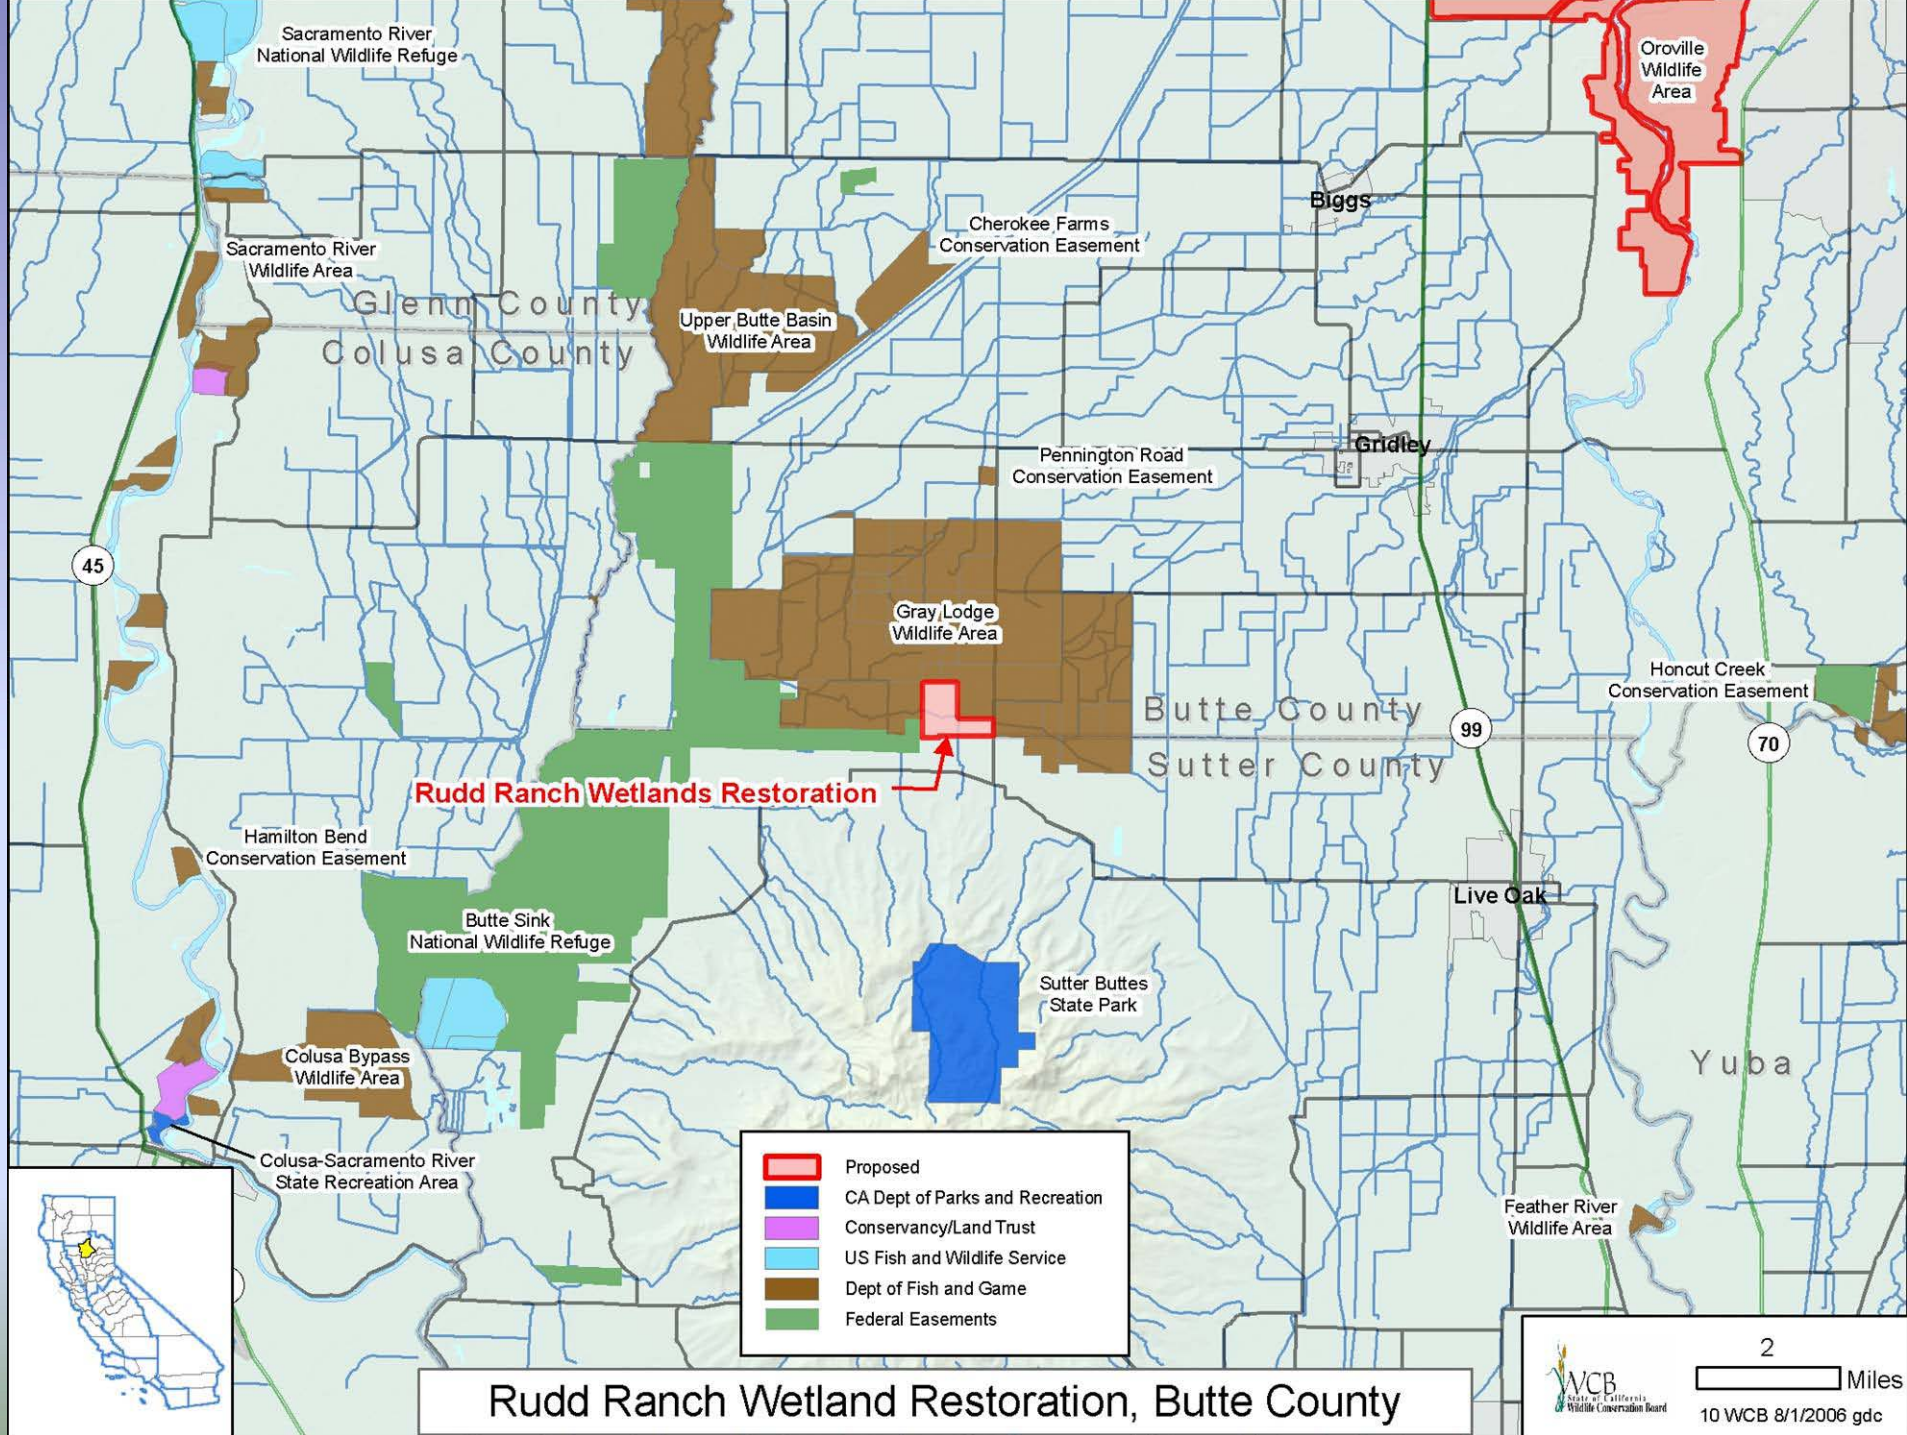 Sacramento River
National Wildlife Refuge
Oroville
Wildlife
Area
Biggs
Cherokee Farms
Conservation Easement
Sacramento River
Wildlife Area
Glenn County
Colusa County
Upper Butte Basin
Wildlife Area
Gridley
Pennington Road
Conservation Easement
45
Gray Lodge
Wildlife Area
Honcut Creek
Conservation Easement
Butte County
Sutter County
99
70
Rudd Ranch Wetlands Restoration
Hamilton Bend
Conservation Easement
Live Oak
Butte Sink
National Wildlife Refuge
Sutter Buttes
State Park
Colusa Bypass
Wildlife Area
Yuba
Colusa-Sacramento River
State Recreation Area
Feather River
Wildlife Area
Proposed
CA Dept of Parks and Recreation
Conservancy/Land Trust
US Fish and Wildlife Service
Dept of Fish and Game
Federal Easements
Rudd Ranch Wetland Restoration, Butte County
WCB
State of California
Wildlife Conservation Board
2
Miles
10 WCB 8/1/2006 gdc